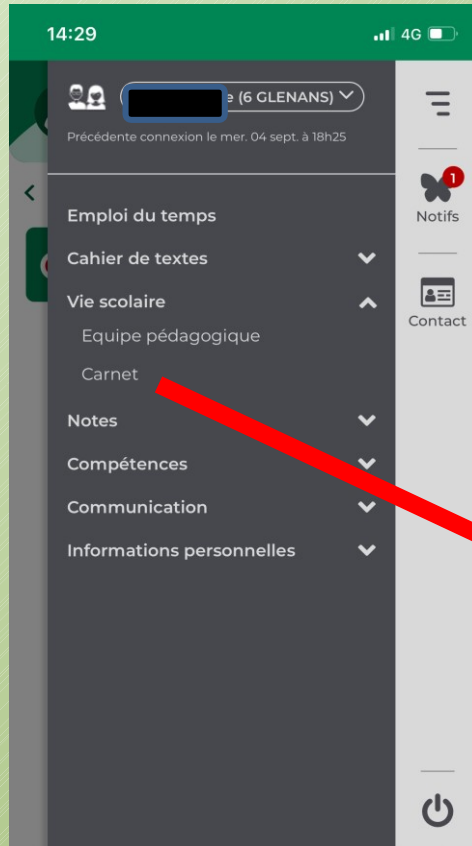 14:29
4G
(6 GLENANS)
Précédente connexion le mer. 04 sept. à 18h25
1
Notifs
Contact
Emploi du temps
Cahier de textes
Vie scolaire
Equipe pédagogique
Carnet
Notes
Compétences
Communication
Informations personnelles